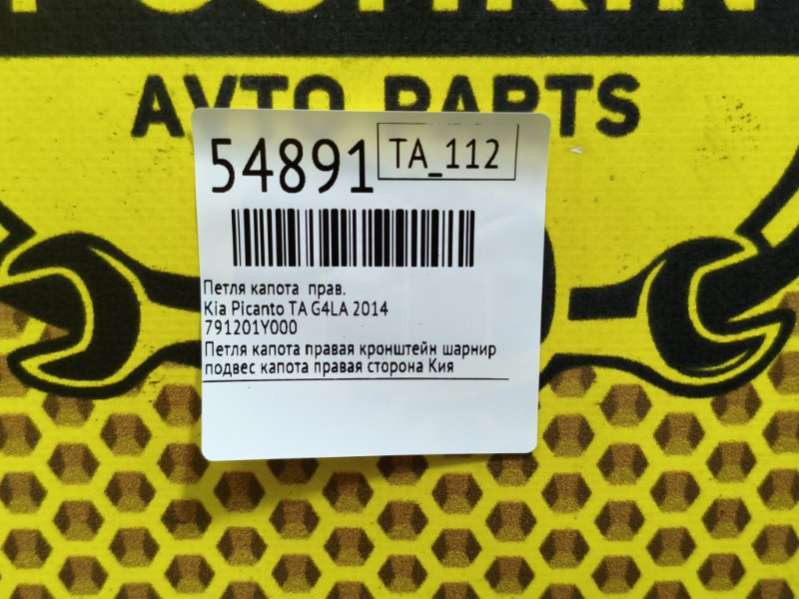 AVTO PARTS
54891
TA_112
Петля капота прав.
Kia Picanto TA G4LA 2014
791201Y000
Петля капота правая кронштейн шарнир
подвес капота правая сторона Кия